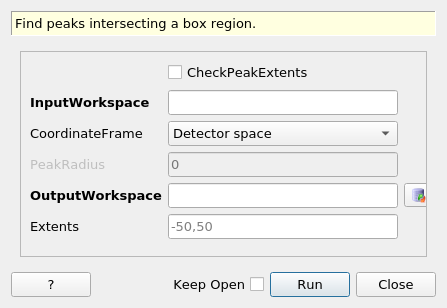 Find peaks intersecting a box region.
CheckPeakExtents
InputWorkspace
CoordinateFrame Detector space
PeakRadius 0
OutputWorkspace
Extents -50,50
? Keep Open Run Close